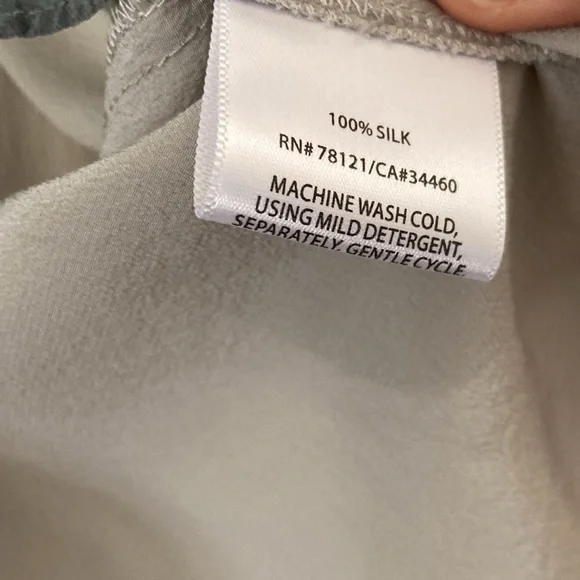 100% SILK
RN# 78121/CA#34460
MACHINE WASH COLD,
USING MILD DETERGENT,
SEPARATELY. GENTLE CYCLE.